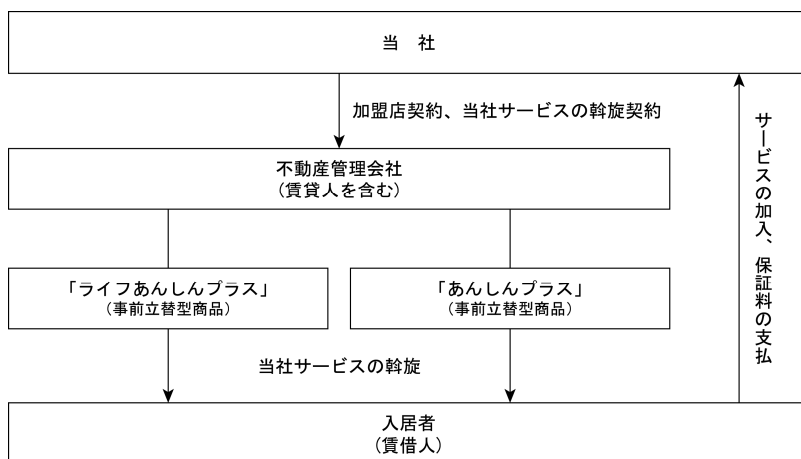 当　社
加盟店契約、当社サービスの斡旋契約
不動産管理会社
（賃貸人を含む）
「ライフあんしんプラス」
（事前立替型商品）
「あんしんプラス」
（事前立替型商品）
当社サービスの斡旋
サービスの加入、保証料の支払
入居者
（賃借人）